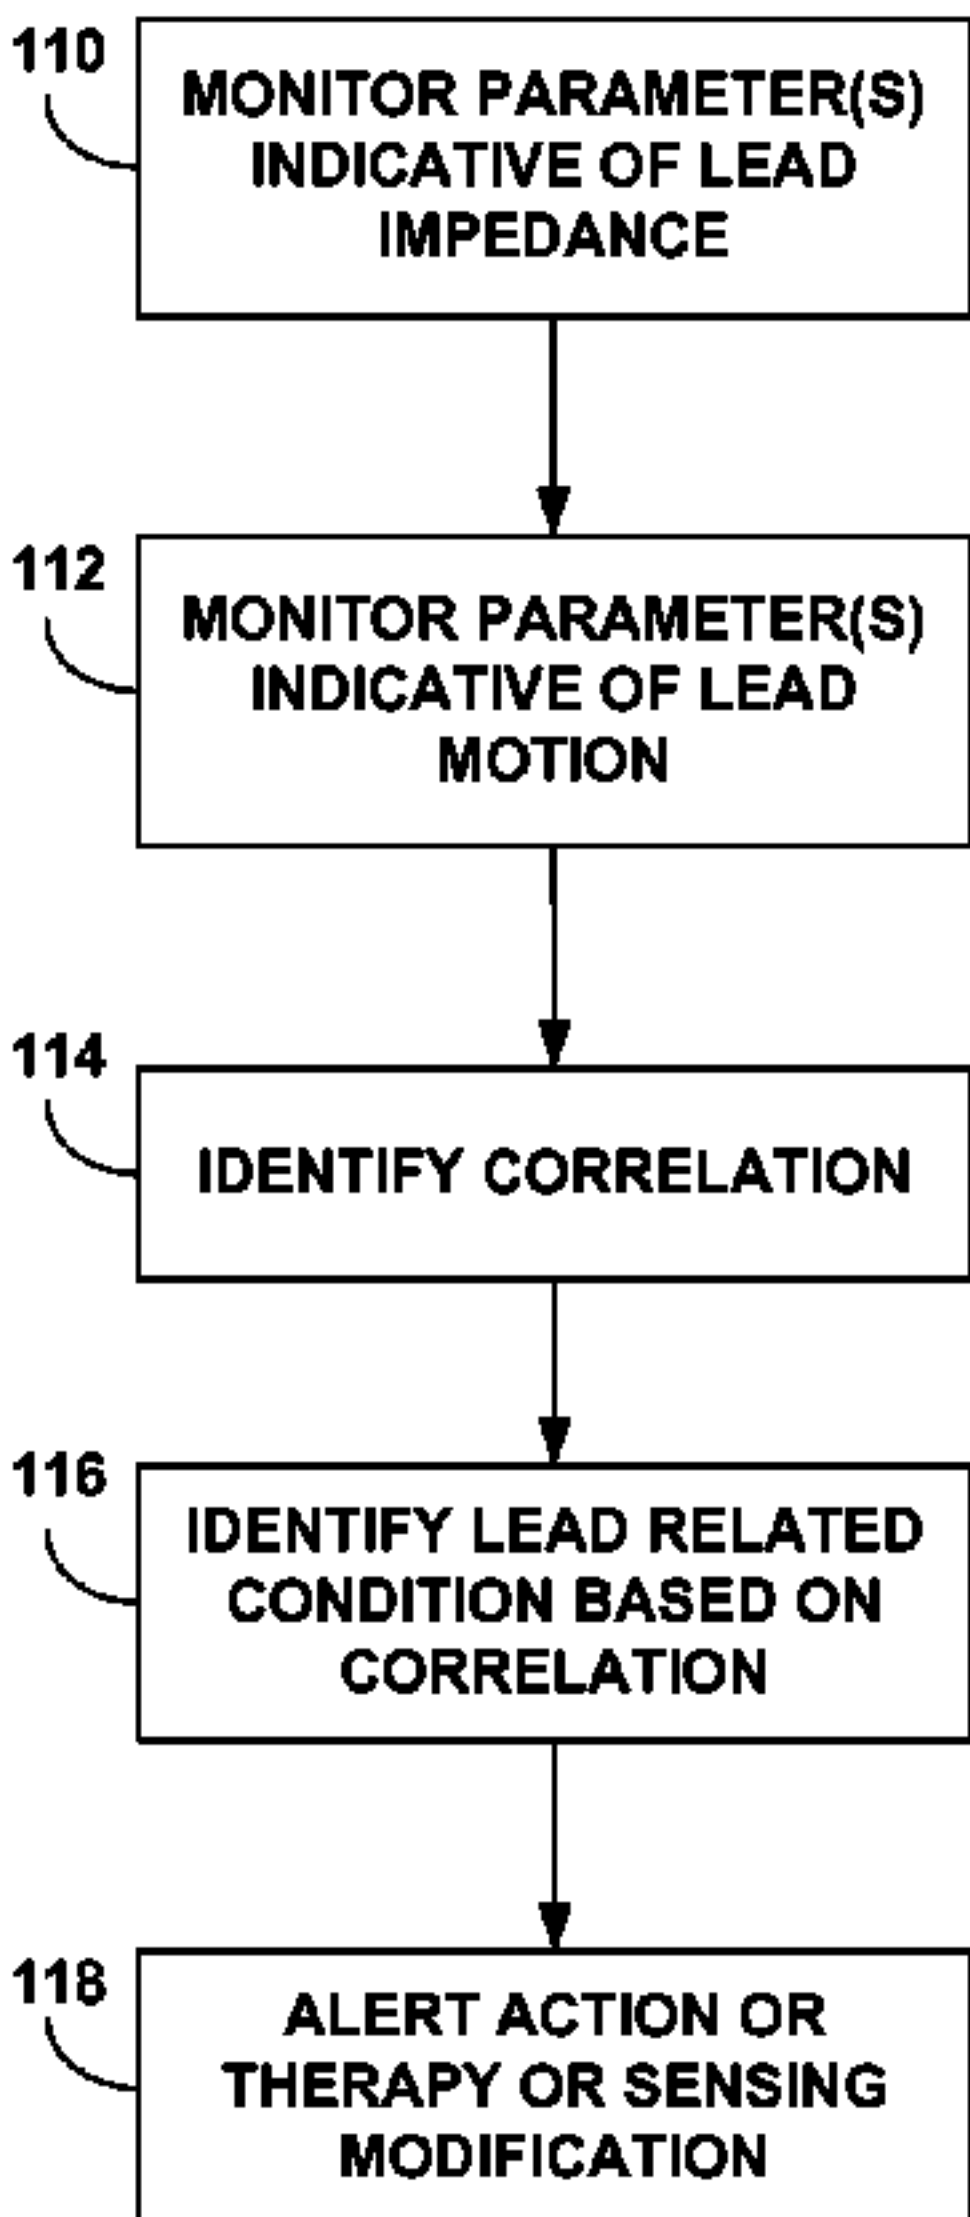 110
MONITOR PARAMETER(S)
INDICATIVE OF LEAD
IMPEDANCE
112
MONITOR PARAMETER(S)
INDICATIVE OF LEAD
MOTION
114
IDENTIFY CORRELATION
116
IDENTIFY LEAD RELATED
CONDITION BASED ON
CORRELATION
118
ALERT ACTION OR
THERAPY OR SENSING
MODIFICATION